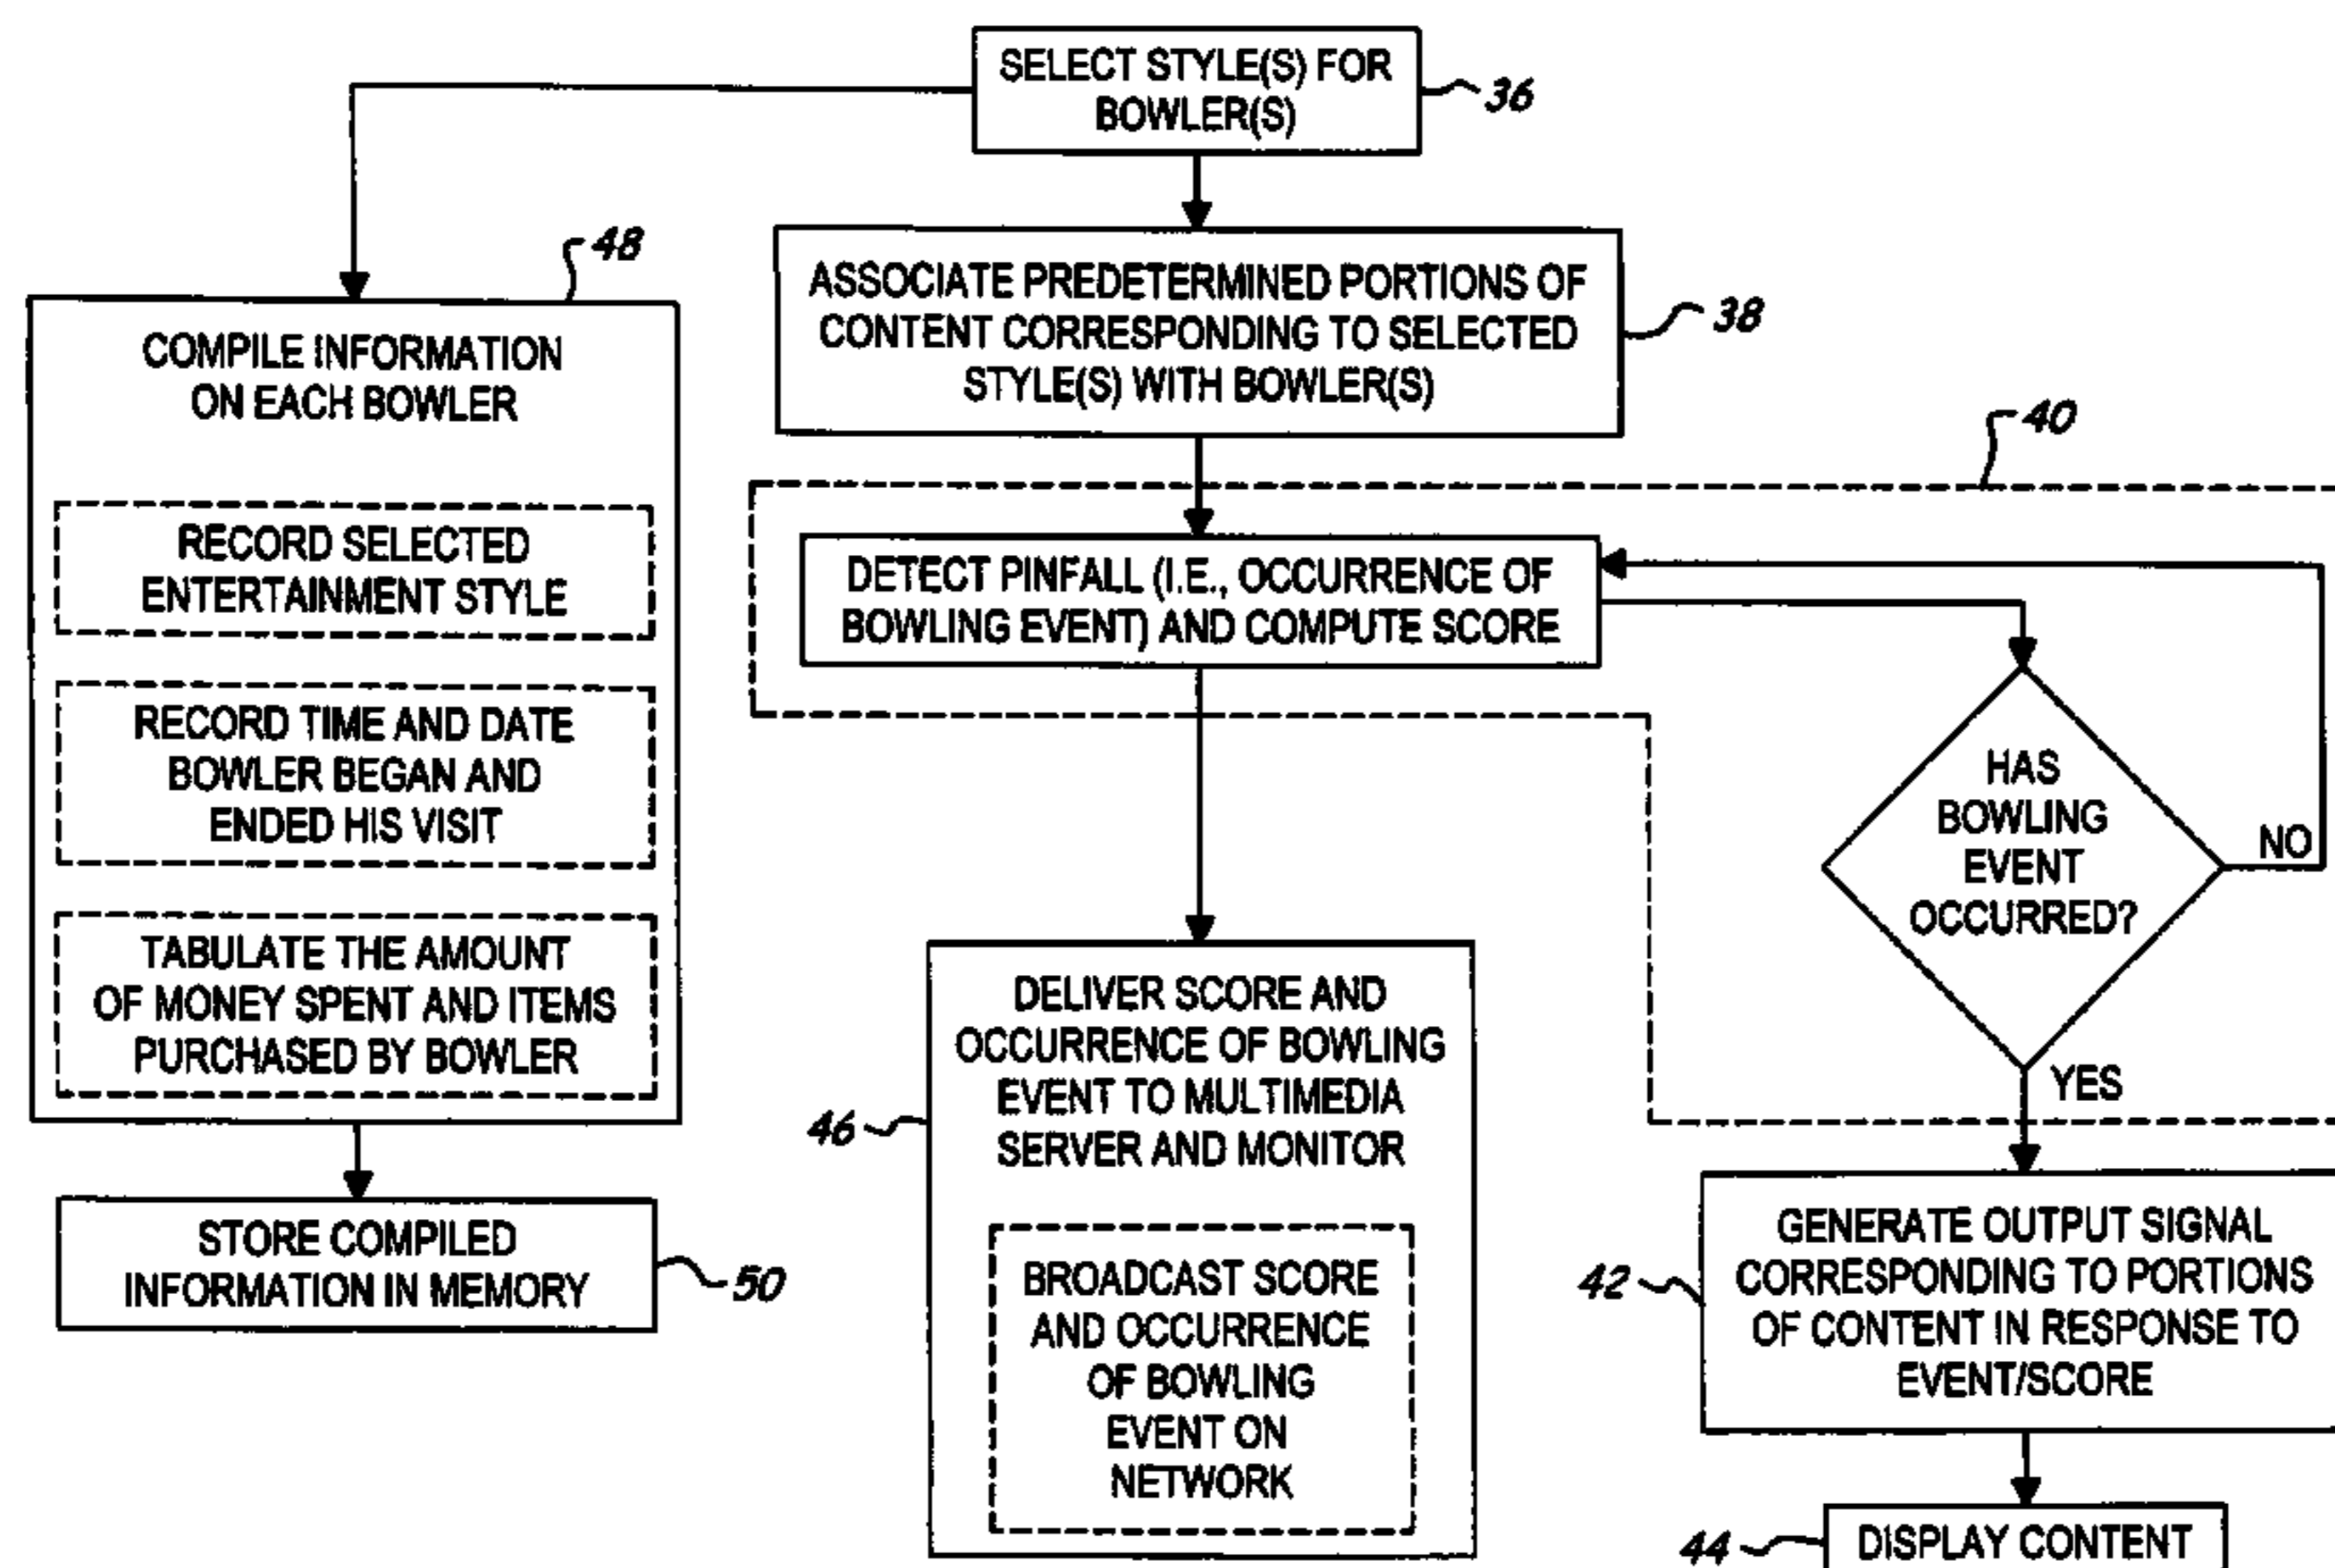 SELECT STYLE(S) FOR
BOWLER(S)
36
48
COMPILE INFORMATION
ON EACH BOWLER
RECORD SELECTED
ENTERTAINMENT STYLE
RECORD TIME AND DATE
BOWLER BEGAN AND
ENDED HIS VISIT
TABULATE THE AMOUNT
OF MONEY SPENT AND ITEMS
PURCHASED BY BOWLER
STORE COMPILED
INFORMATION IN MEMORY
50
ASSOCIATE PREDETERMINED PORTIONS OF
CONTENT CORRESPONDING TO SELECTED
STYLE(S) WITH BOWLER(S)
38
40
DETECT PINFALL (I.E., OCCURRENCE OF
BOWLING EVENT) AND COMPUTE SCORE
HAS
BOWLING
EVENT
OCCURRED?
NO
YES
DELIVER SCORE AND
OCCURRENCE OF BOWLING
EVENT TO MULTIMEDIA
SERVER AND MONITOR
46
BROADCAST SCORE
AND OCCURRENCE
OF BOWLING
EVENT ON
NETWORK
GENERATE OUTPUT SIGNAL
CORRESPONDING TO PORTIONS
OF CONTENT IN RESPONSE TO
EVENT/SCORE
42
44
DISPLAY CONTENT